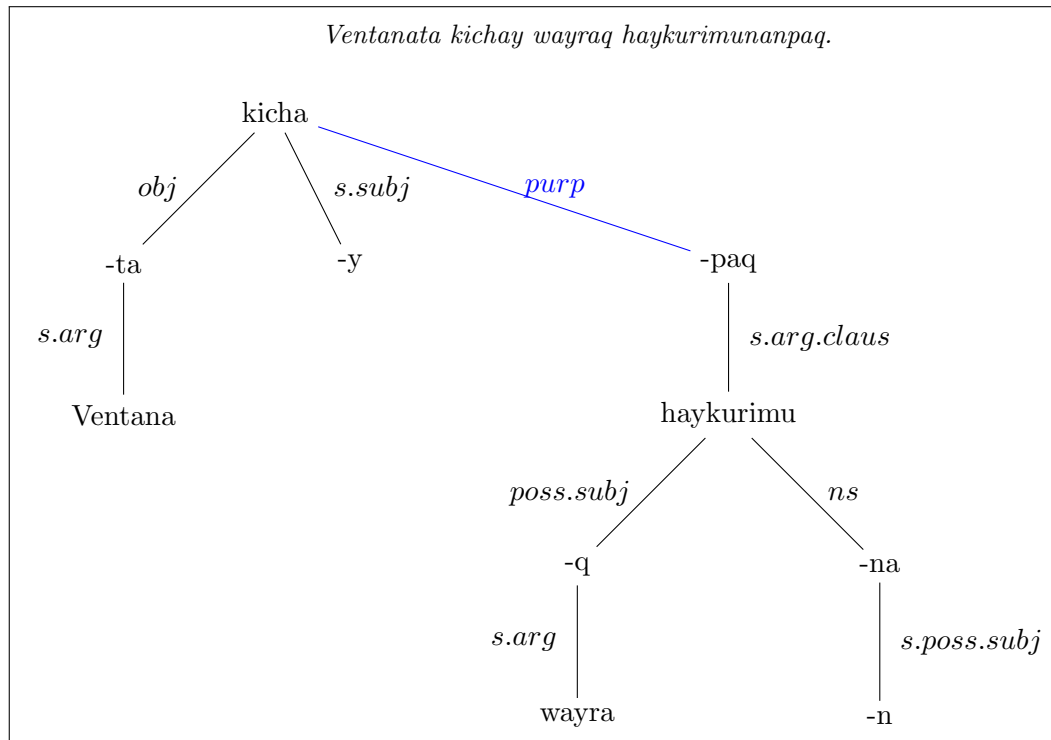 Ventanata kichay wayraq haykurimunanpaq.
kicha
obj s.subj purp
-ta -y -paq
s.arg s.arg.claus
Ventana haykurimu
poss.subj ns
-q -na
s.arg s.poss.subj
wayra -n